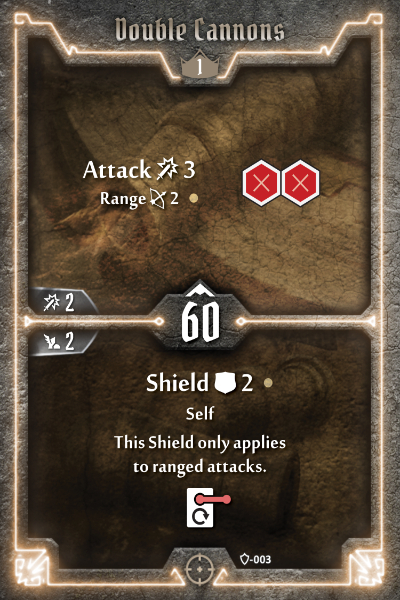 Double Cannons
1
Attack 3
Range 2
2
60
2
Shield 2
Self
This Shield only applies
to ranged attacks.
-003